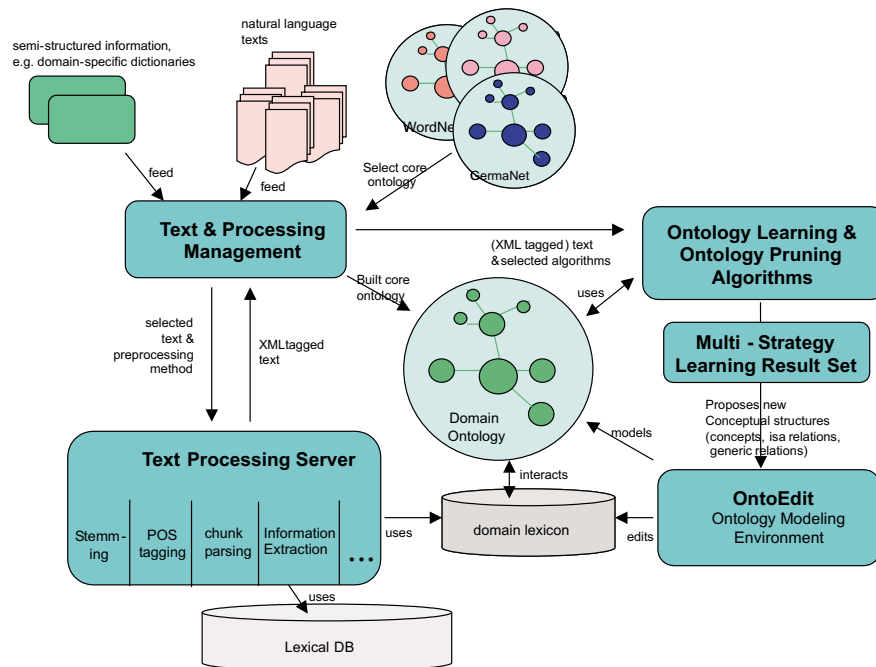 natural language
texts
semi-structured information,
e.g. domain-specific dictionaries
WordNe
GermaNet
feed
feed
Select core
ontology
Text & Processing
Management
(XML tagged) text
& selected algorithms
Ontology Learning &
Ontology Pruning
Algorithms
Built core
ontology
uses
selected
text &
preprocessing
method
XMLtagged
text
Multi - Strategy
Learning Result Set
Domain
Ontology
Proposes new
Conceptual structures
(concepts, isa relations,
generic relations)
models
Text Processing Server
interacts
Stemm-
ing
POS
tagging
chunk
parsing
Information
Extraction
...
uses
domain lexicon
edits
OntoEdit
Ontology Modeling
Environment
uses
Lexical DB